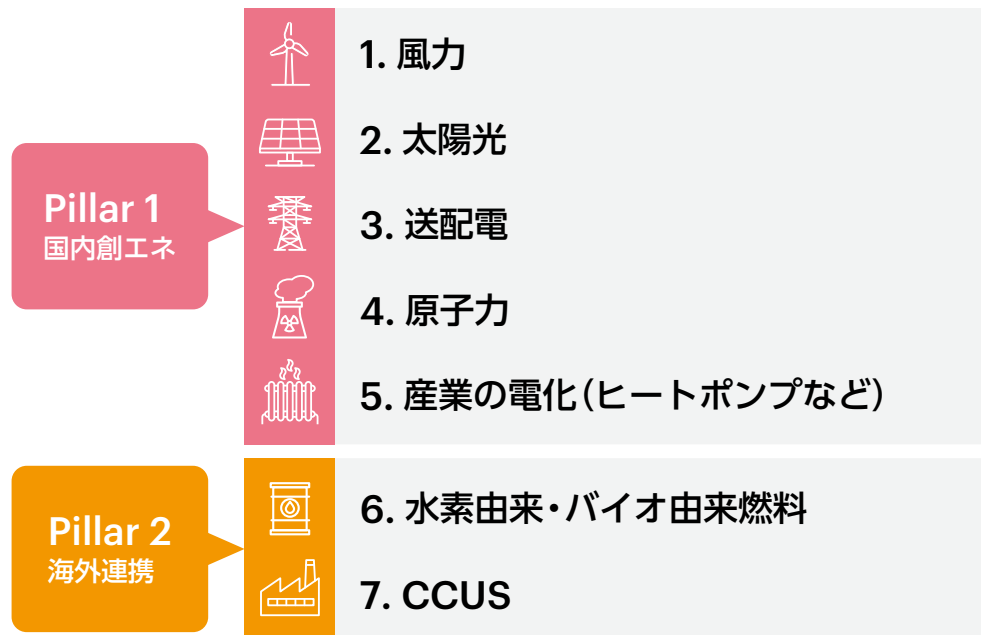 Pillar 1
国内創エネ
1. 風力
2. 太陽光
3. 送配電
4. 原子力
5. 産業の電化（ヒートポンプなど）
Pillar 2
海外連携
6. 水素由来・バイオ由来燃料
7. CCUS